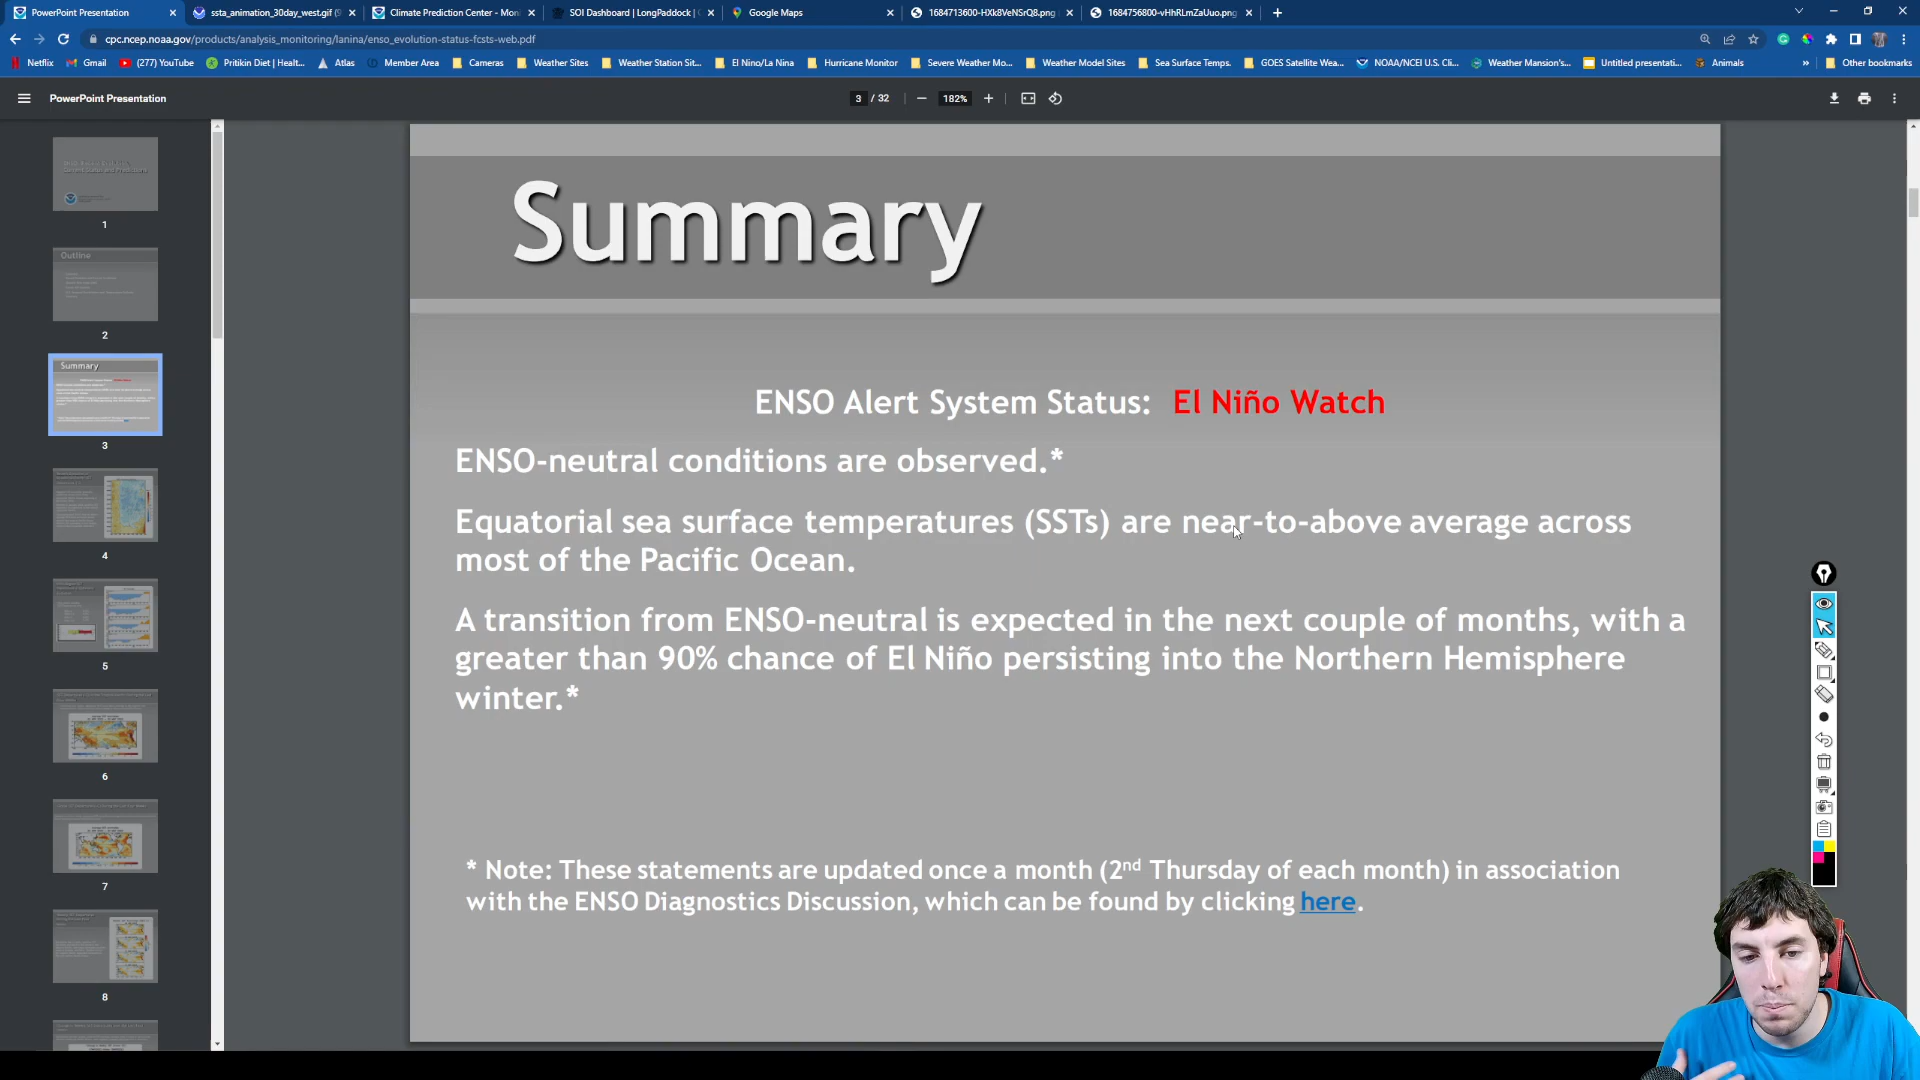 PowerPoint Presentation
ssta_animation_30day_west.gif (9
Climate Prediction Center - Moni
SOI Dashboard | LongPaddock |
Google Maps
1684713600-HXk8VeNSrQ8.png
1684756800-vHhRLmZaUuo.png
cpc.ncep.noaa.gov/products/analysis_monitoring/lanina/enso_evolution-status-fcsts-web.pdf
Netflix
Gmail
(277) YouTube
Pritikin Diet | Healt...
Atlas
Member Area
Cameras
Weather Sites
Weather Station Sit...
El Nino/La Nina
Hurricane Monitor
Severe Weather Mo...
Weather Model Sites
Sea Surface Temps.
GOES Satellite Wea...
NOAA/NCEI U.S. Cli...
Weather Mansion's...
Untitled presentati...
Animals
»
Other bookmarks
PowerPoint Presentation
3 / 32
182%
1
Outline
2
Summary
3
4
5
6
7
8
Summary
ENSO Alert System Status: El Niño Watch
ENSO-neutral conditions are observed.*
Equatorial sea surface temperatures (SSTs) are near-to-above average across
most of the Pacific Ocean.
A transition from ENSO-neutral is expected in the next couple of months, with a
greater than 90% chance of El Niño persisting into the Northern Hemisphere
winter.*
* Note: These statements are updated once a month (2nd Thursday of each month) in association
with the ENSO Diagnostics Discussion, which can be found by clicking here.